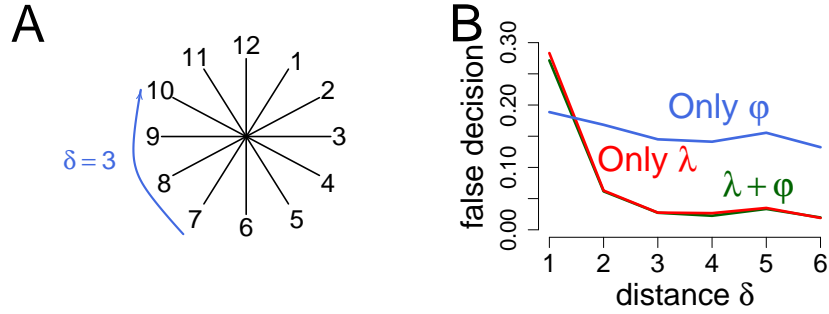 A
12
11
1
10
2
9
3
8
4
7
5
6
δ = 3
B
false decision
0.00
0.10
0.20
0.30
Only φ
Only λ
λ + φ
1 2 3 4 5 6
distance δ